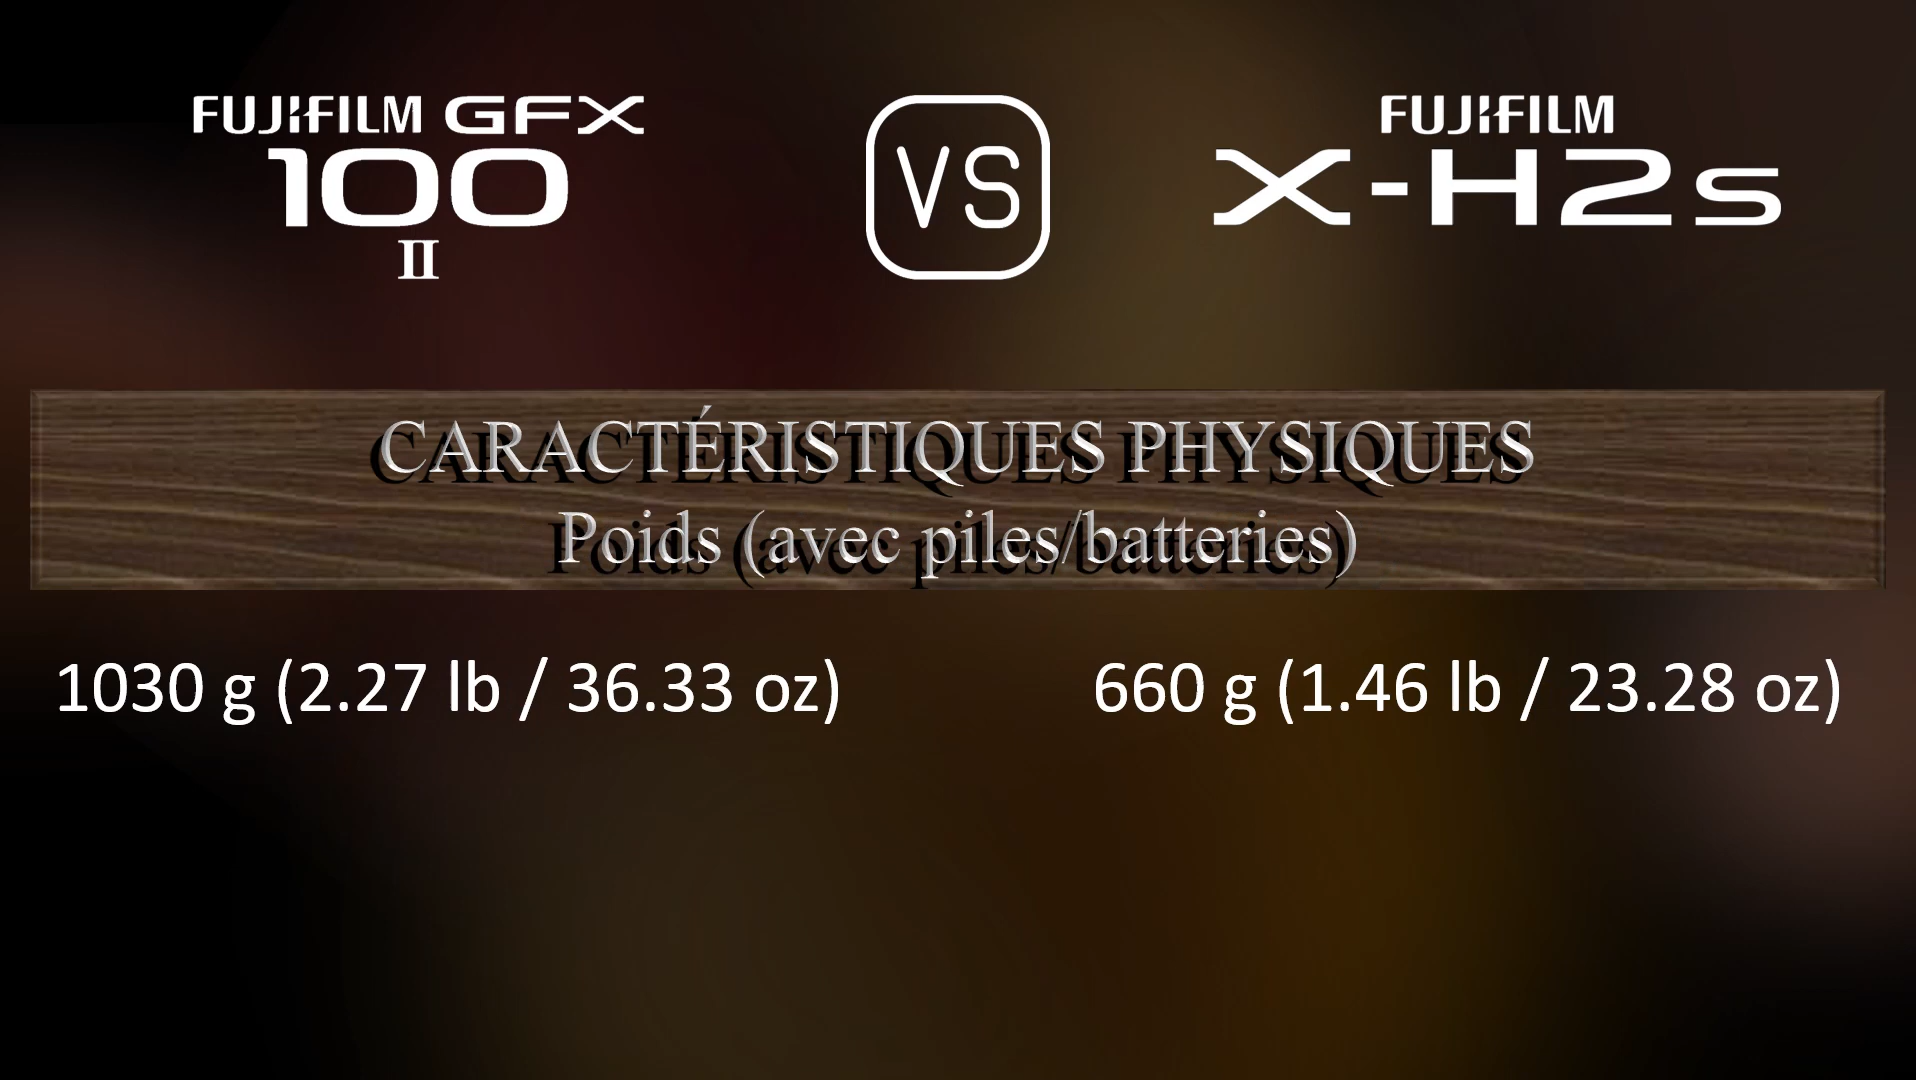 FUJIFILM GFX
100
II
VS
FUJIFILM
X-H2s
CARACTÉRISTIQUES PHYSIQUES
Poids (avec piles/batteries)
1030 g (2.27 lb / 36.33 oz)
660 g (1.46 lb / 23.28 oz)